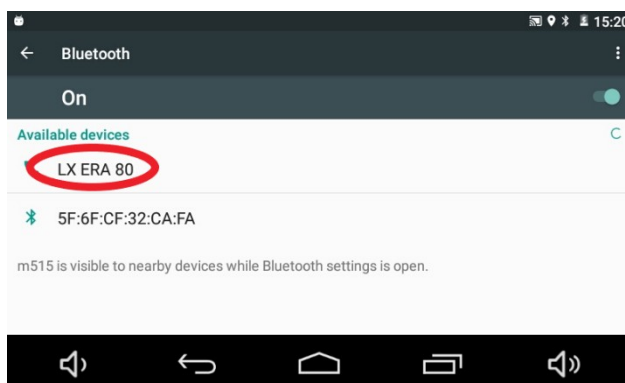 15:20
Bluetooth
On
Available devices
LX ERA 80
5F:6F:CF:32:CA:FA
m515 is visible to nearby devices while Bluetooth settings is open.